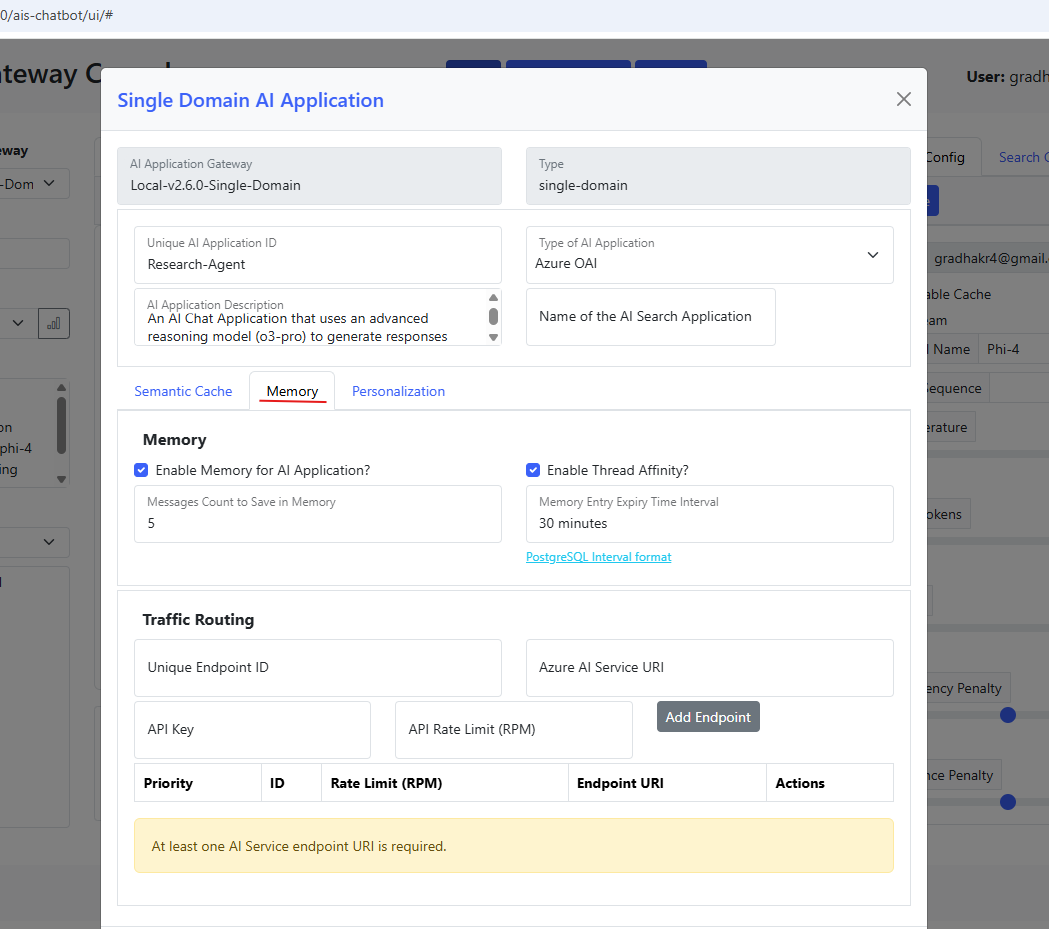 0/ais-chatbot/ui/#
User: gradh
Single Domain AI Application
AI Application Gateway
Local-v2.6.0-Single-Domain
Type
single-domain
Unique AI Application ID
Research-Agent
Type of AI Application
Azure OAI
AI Application Description
An AI Chat Application that uses an advanced
reasoning model (o3-pro) to generate responses
Name of the AI Search Application
Semantic Cache
Memory
Personalization
Memory
Enable Memory for AI Application?
Enable Thread Affinity?
Messages Count to Save in Memory
5
Memory Entry Expiry Time Interval
30 minutes
PostgreSQL Interval format
Traffic Routing
Unique Endpoint ID
Azure AI Service URI
API Key
API Rate Limit (RPM)
Add Endpoint
Priority ID Rate Limit (RPM) Endpoint URI Actions
At least one AI Service endpoint URI is required.
teway C
eway
-Dom
on
phi-4
ing
Config
Search
gradhakr4@gmail.
able Cache
eam
l Name
Phi-4
Sequence
erature
okens
ency Penalty
nce Penalty